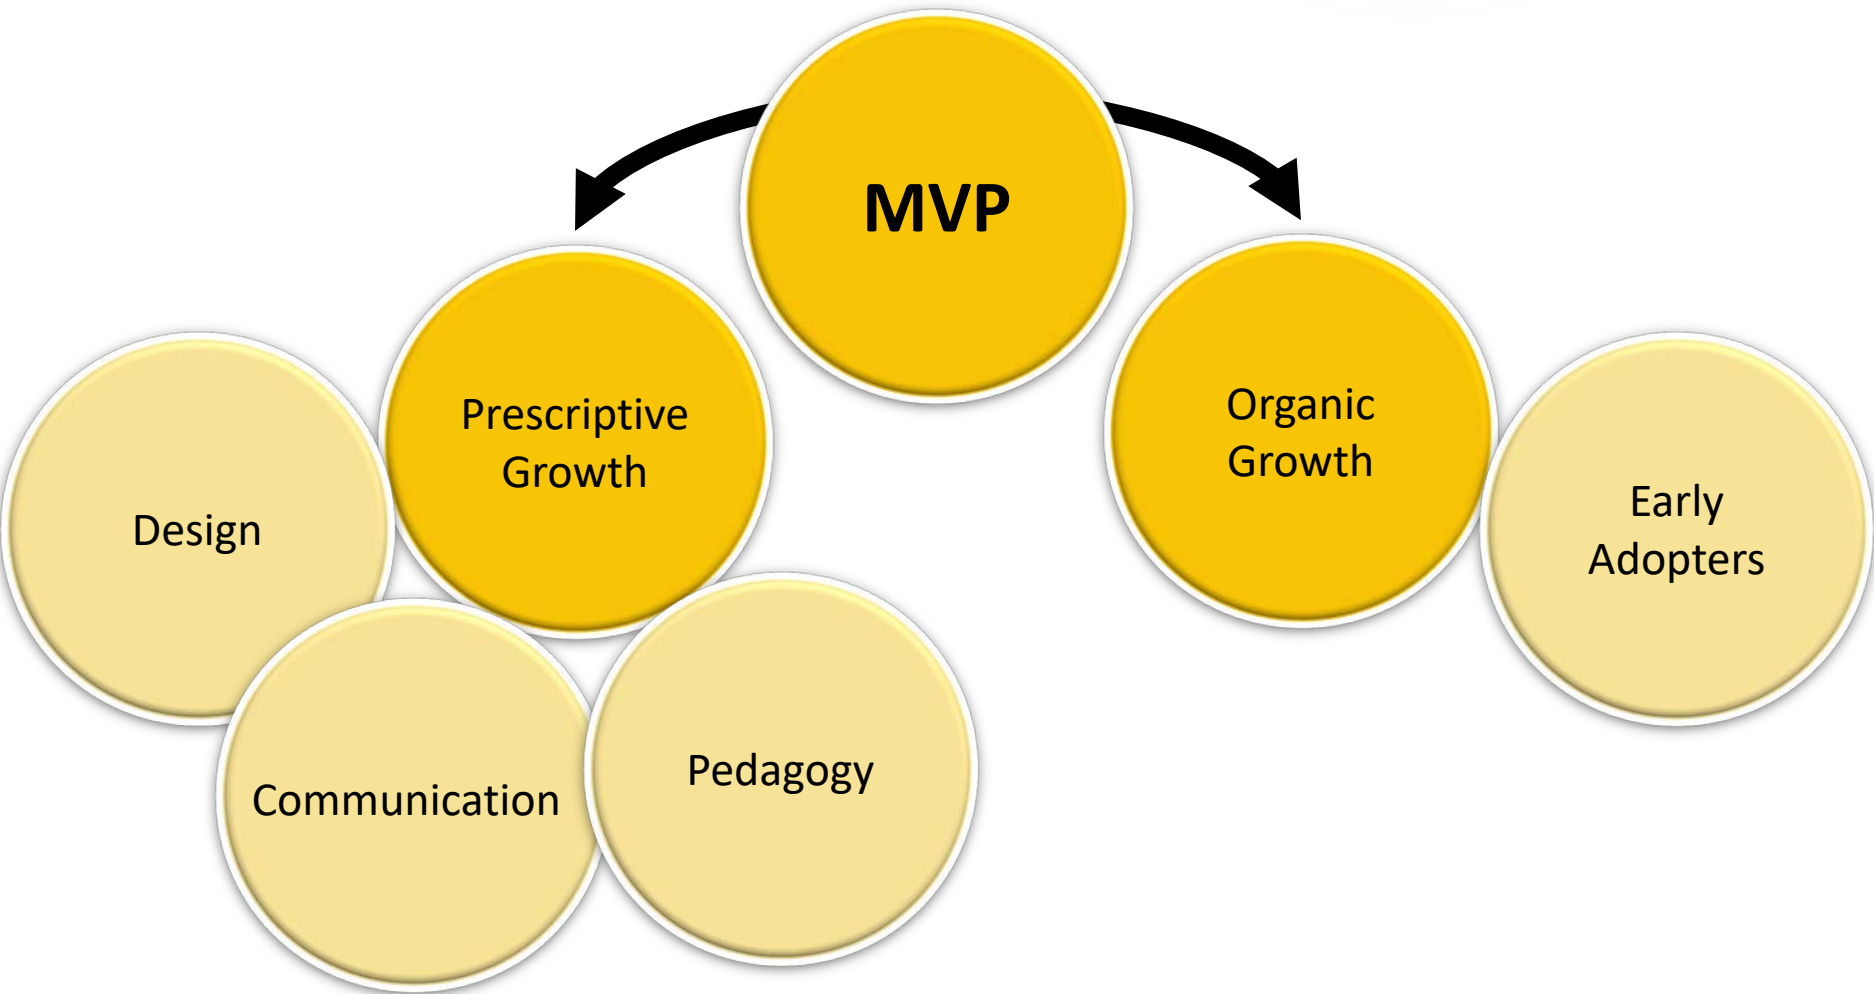 MVP
Prescriptive
Growth
Organic
Growth
Design
Early
Adopters
Communication
Pedagogy